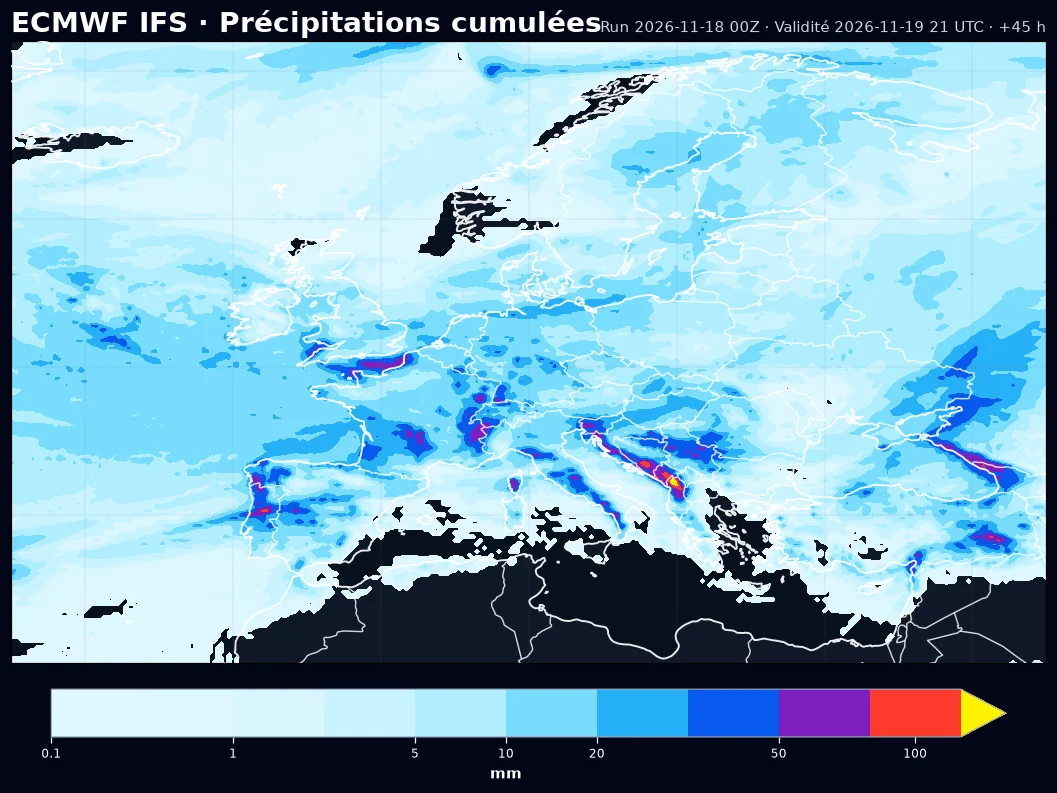 ECMWF IFS · Précipitations cumulées
Run 2026-11-18 00Z · Validité 2026-11-19 21 UTC · +45 h
0.1 1 5 10 20 50 100
mm